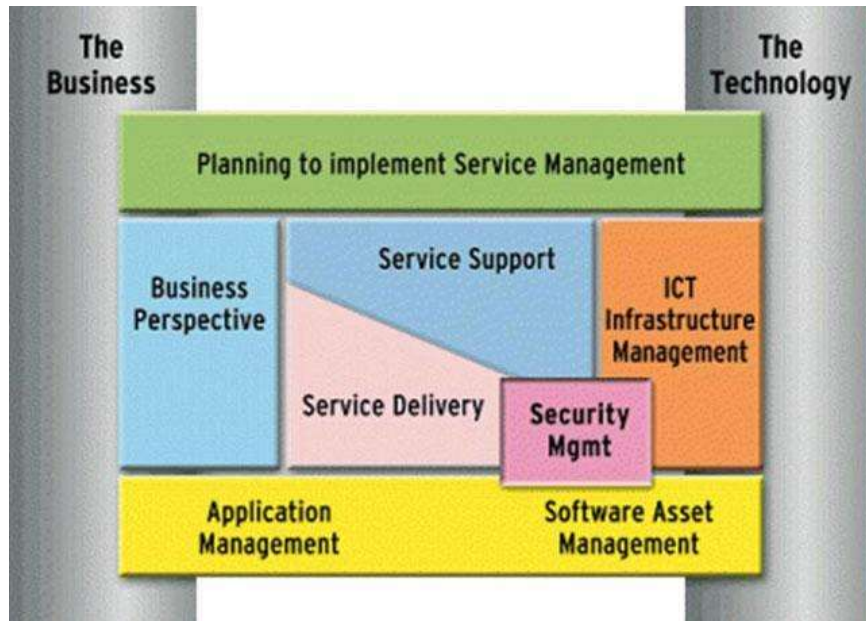 The
Business
The
Technology
Planning to implement Service Management
Service Support
Business
Perspective
ICT
Infrastructure
Management
Service Delivery
Security
Mgmt
Application
Management
Software Asset
Management